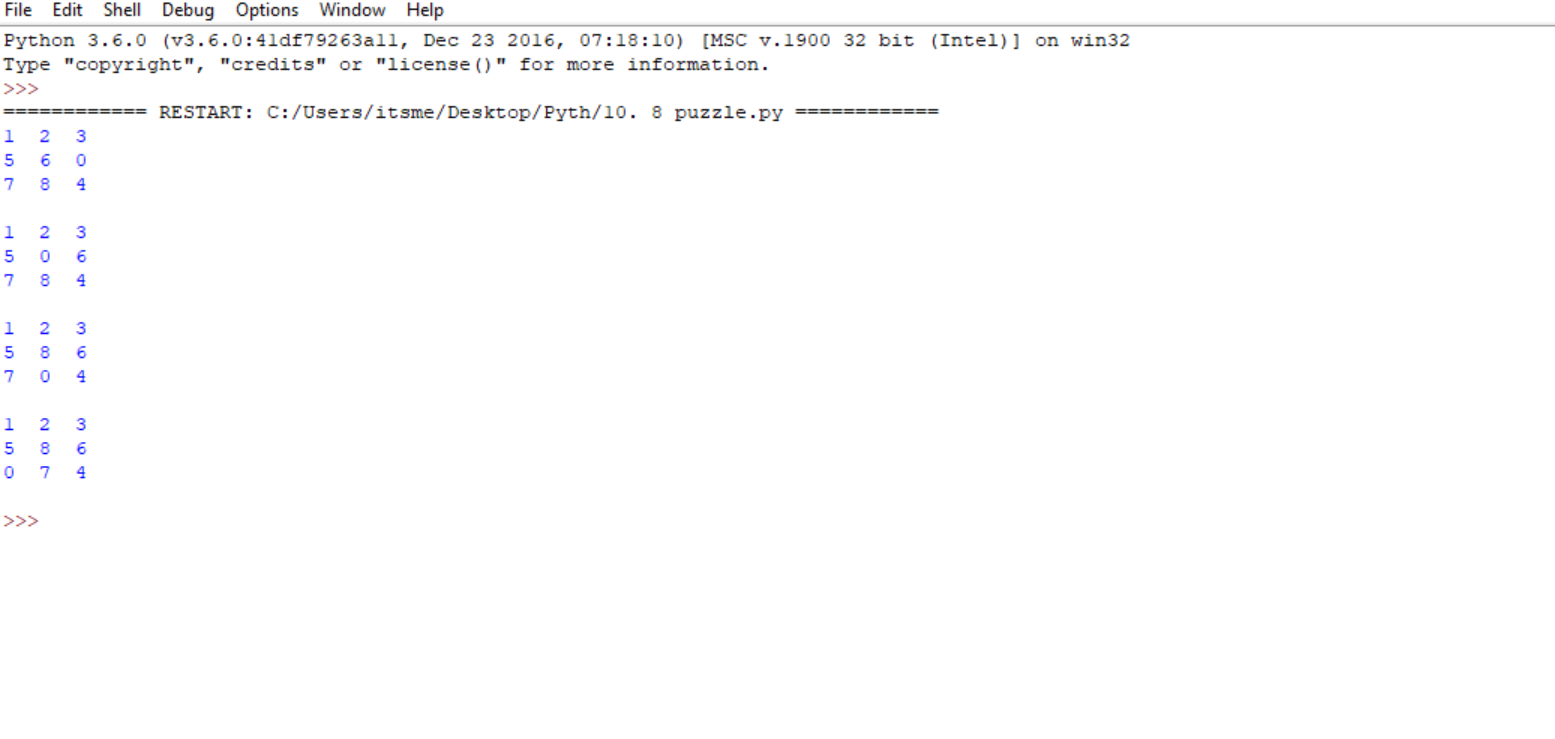 File Edit Shell Debug Options Window Help
Python 3.6.0 (v3.6.0:41df79263a11, Dec 23 2016, 07:18:10) [MSC v.1900 32 bit (Intel)] on win32
Type "copyright", "credits" or "license()" for more information.
>>>
============ RESTART: C:/Users/itsme/Desktop/Pyth/10. 8 puzzle.py ============
1 2 3
5 6 0
7 8 4
1 2 3
5 0 6
7 8 4
1 2 3
5 8 6
7 0 4
1 2 3
5 8 6
0 7 4
>>>